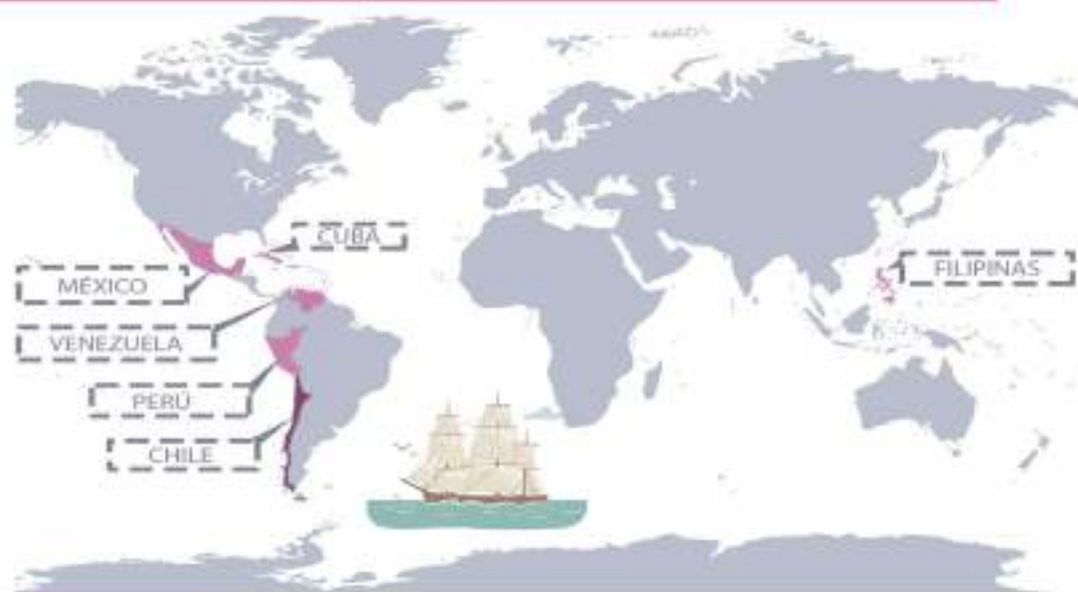 CUBA
MÉXICO
FILIPINAS
VENEZUELA
PERÚ
CHILE